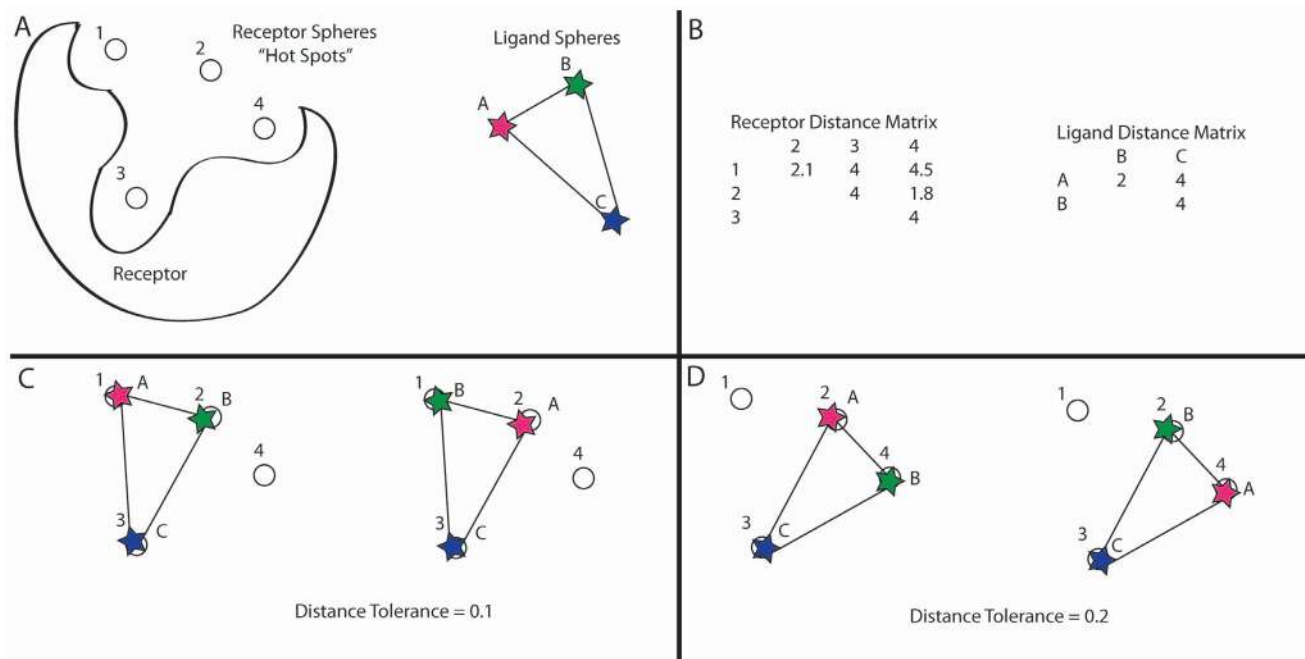 A
1
2
Receptor Spheres
"Hot Spots"
4
3
Receptor
Ligand Spheres
B
A
C
B
Receptor Distance Matrix
2 3 4
1 2.1 4 4.5
2 4 1.8
3 4
Ligand Distance Matrix
B C
A 2 4
B 4
C
1 A
2 B
4
3 C
1 B
2 A
4
3 C
Distance Tolerance = 0.1
D
1
2 A
4 B
3 C
1
2 B
4 A
3 C
Distance Tolerance = 0.2